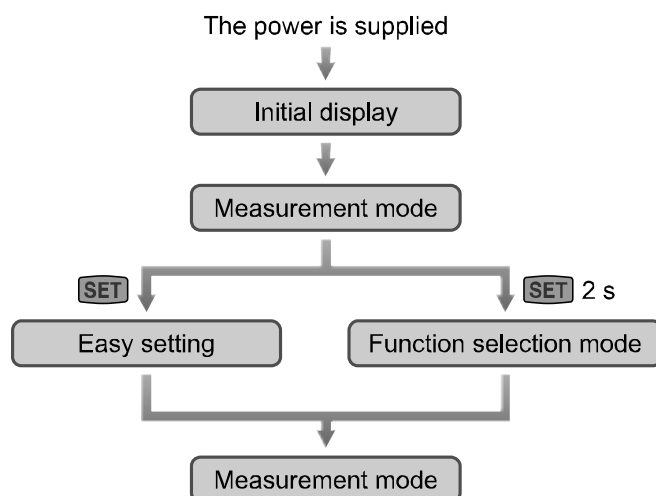 The power is supplied
Initial display
Measurement mode
SET
SET 2 s
Easy setting
Function selection mode
Measurement mode